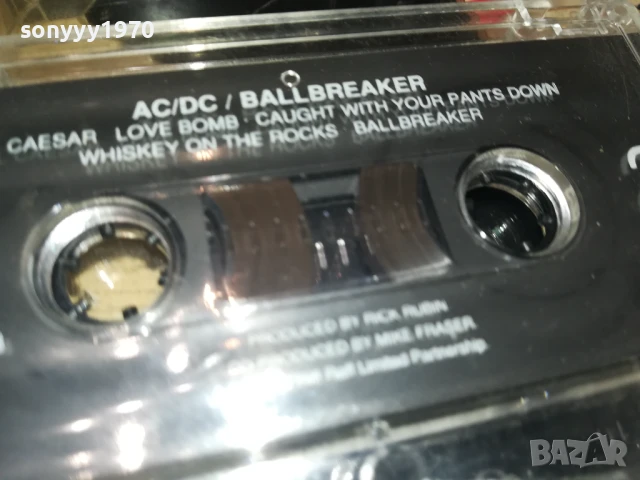 sonyyy1970
AC/DC / BALLBREAKER
CAESAR LOVE BOMB · CAUGHT WITH YOUR PANTS DOWN
WHISKEY ON THE ROCKS · BALLBREAKER
PRODUCED BY RICK RUBIN
PRODUCED BY MIKE FRASER
Limited Partnership.
BAZAR